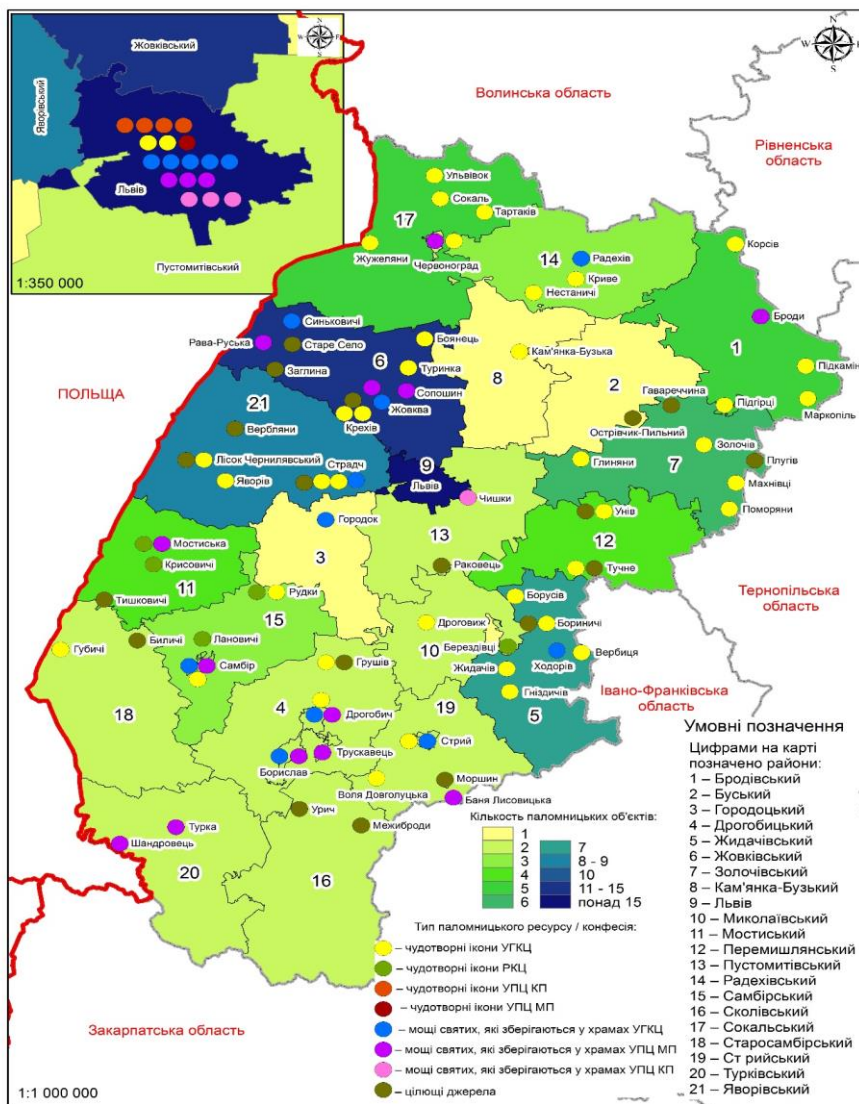 Жовківський
Яворівський
Львів
Пустомитівський
1:350 000
N
W
E
S
N
W
E
S
Волинська область
Рівненська
область
ПОЛЬЩА
Ульвівок
Сокаль
17
Тартаків
Жужеляни
Червоноград
14
Радехів
Криве
Нестаничі
Корсів
Броди
1
Підкамінь
Маркопіль
Підгірці
Синьковичі
Рава-Руська
Старе Село
6
Боянець
Заглина
Туринка
Сопошин
Жовква
Крехів
Кам'янка-Бузька
8
2
Гавареччина
Острівчик-Пильний
Золочів
Глиняни
7
Плугів
Махнівці
Поморяни
21
Вербляни
Лісок Чернилявський
Страдч
Яворів
9
Львів
Чишки
Городок
13
3
Унів
12
Раковець
Тучне
Мостиська
Крисовичі
11
Тишковичі
Рудки
15
Тернопільська
область
Борусів
Дроговиж
Бориничі
10
Берездівці
Вербиця
Ходорів
Жидачів
Гніздичів
Івано-Франківська
область
5
Губичі
Биличі
Лановичі
Самбір
Грушів
18
4
19
Дрогобич
Стрий
Трускавець
Борислав
Моршин
Воля Довголуцька
Баня Лисовицька
Урич
Межиброди
Турка
Шандровець
20
16
Закарпатська область
1:1 000 000
Кількость паломницьких об'єктів:
1
2
3
4
5
6
7
8 - 9
10
11 - 15
понад 15
Тип паломницького ресурсу / конфесія:
– чудотворні ікони УГКЦ
– чудотворні ікони РКЦ
– чудотворні ікони УПЦ КП
– чудотворні ікони УПЦ МП
– мощі святих, які зберігаються у храмах УГКЦ
– мощі святих, які зберігаються у храмах УПЦ МП
– мощі святих, які зберігаються у храмах УПЦ КП
– цілющі джерела
Умовні позначення
Цифрами на карті
позначено райони:
1 – Бродівський
2 – Буський
3 – Городоцький
4 – Дрогобицький
5 – Жидачівський
6 – Жовківський
7 – Золочівський
8 – Кам'янка-Бузький
9 – Львів
10 – Миколаївський
11 – Мостиський
12 – Перемишлянський
13 – Пустомитівський
14 – Радехівський
15 – Самбірський
16 – Сколівський
17 – Сокальський
18 – Старосамбірський
19 – Ст рийський
20 – Турківський
21 – Яворівський